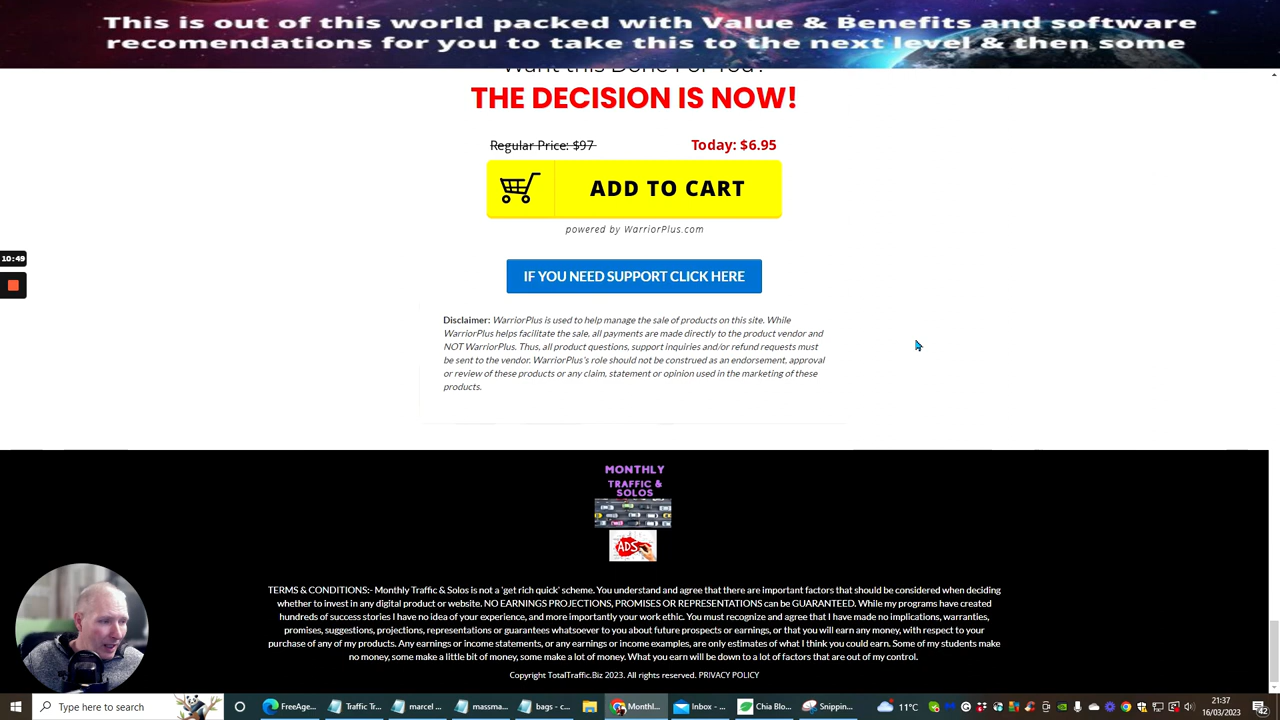 This is out of this world packed with Value & Benefits and software
recomendations for you to take this to the next level & then some
Want this Done For You?
THE DECISION IS NOW!
Regular Price: $97
Today: $6.95
ADD TO CART
powered by WarriorPlus.com
10:49
IF YOU NEED SUPPORT CLICK HERE
Disclaimer: WarriorPlus is used to help manage the sale of products on this site. While
WarriorPlus helps facilitate the sale, all payments are made directly to the product vendor and
NOT WarriorPlus. Thus, all product questions, support inquiries and/or refund requests must
be sent to the vendor. WarriorPlus's role should not be construed as an endorsement, approval
or review of these products or any claim, statement or opinion used in the marketing of these
products.
MONTHLY
TRAFFIC &
SOLOS
ADS
TERMS & CONDITIONS:- Monthly Traffic & Solos is not a 'get rich quick' scheme. You understand and agree that there are important factors that should be considered when deciding
whether to invest in any digital product or website. NO EARNINGS PROJECTIONS, PROMISES OR REPRESENTATIONS can be GUARANTEED. While my programs have created
hundreds of success stories I have no idea of your experience, and more importantly your work ethic. You must recognize and agree that I have made no implications, warranties,
promises, suggestions, projections, representations or guarantees whatsoever to you about future prospects or earnings, or that you will earn any money, with respect to your
purchase of any of my products. Any earnings or income statements, or any earnings or income examples, are only estimates of what I think you could earn. Some of my students make
no money, some make a little bit of money, some make a lot of money. What you earn will be down to a lot of factors that are out of my control.
Copyright TotalTraffic.Biz 2023. All rights reserved. PRIVACY POLICY
Type here to search
FreeAge...
Traffic Tr...
marcel ...
massma...
bags - c...
Monthl...
Inbox - ...
Chia Blo...
Snippin...
11°C
21:37
16/03/2023